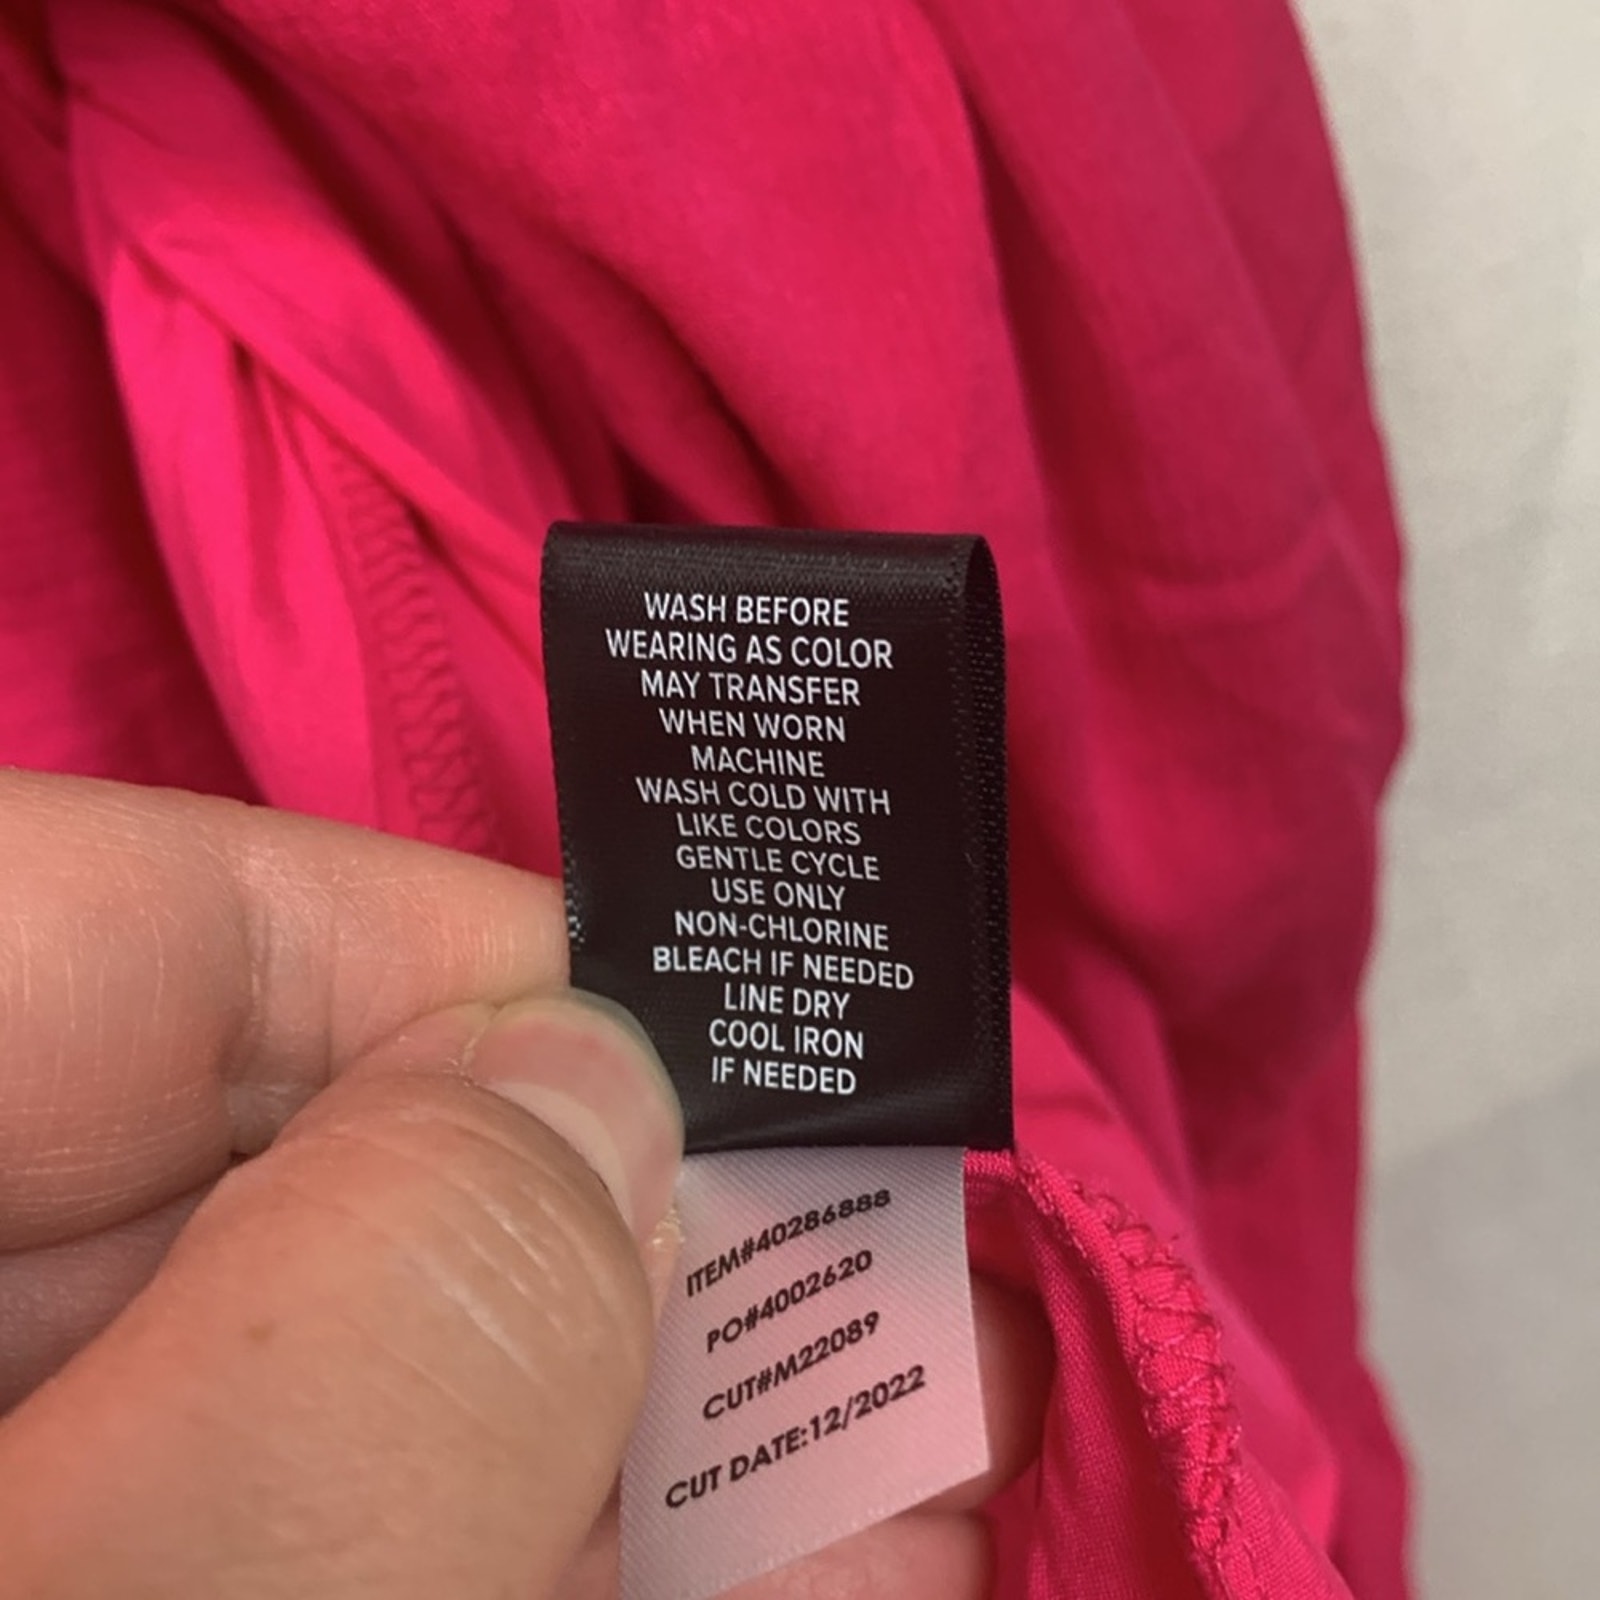 WASH BEFORE
WEARING AS COLOR
MAY TRANSFER
WHEN WORN
MACHINE
WASH COLD WITH
LIKE COLORS
GENTLE CYCLE
USE ONLY
NON-CHLORINE
BLEACH IF NEEDED
LINE DRY
COOL IRON
IF NEEDED
ITEM#40286888
PO#4002620
CUT#M22089
CUT DATE:12/2022